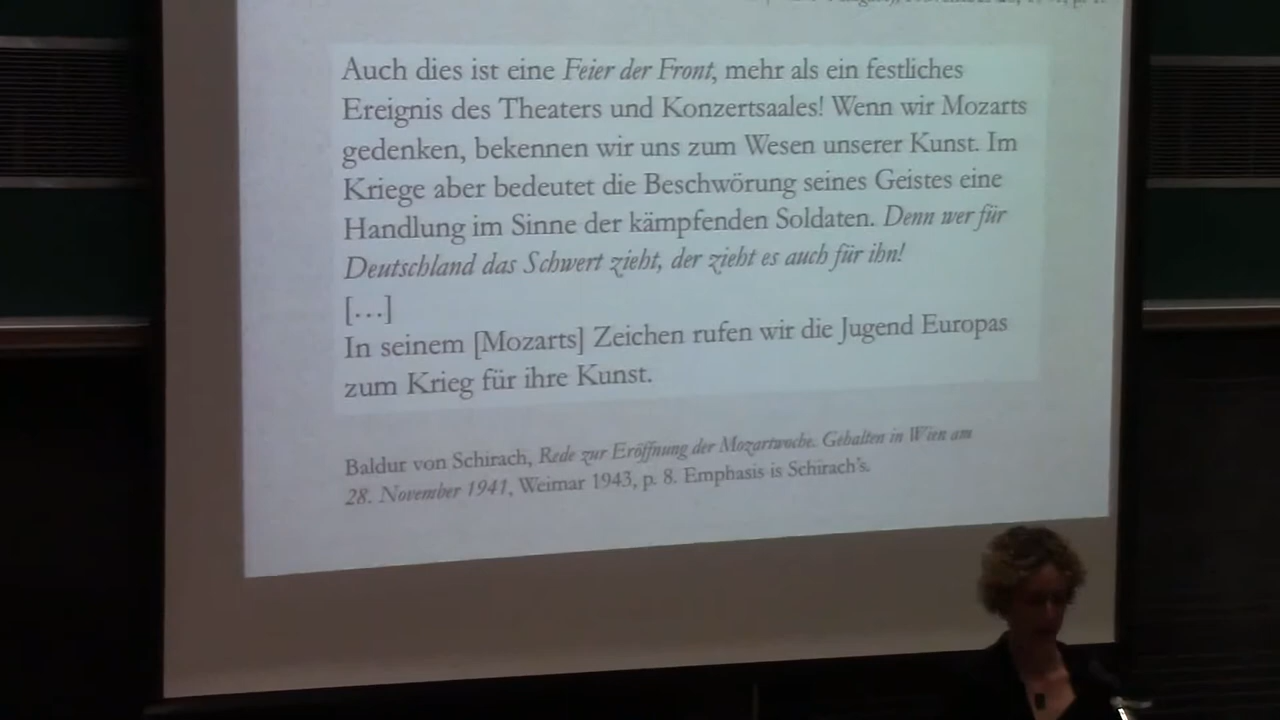 Auch dies ist eine Feier der Front, mehr als ein festliches
Ereignis des Theaters und Konzertsaales! Wenn wir Mozarts
gedenken, bekennen wir uns zum Wesen unserer Kunst. Im
Kriege aber bedeutet die Beschwörung seines Geistes eine
Handlung im Sinne der kämpfenden Soldaten. Denn wer für
Deutschland das Schwert zieht, der zieht es auch für ihn!
[…]
In seinem [Mozarts] Zeichen rufen wir die Jugend Europas
zum Krieg für ihre Kunst.
Baldur von Schirach, Rede zur Eröffnung der Mozartwoche. Gehalten in Wien am
28. November 1941, Weimar 1943, p. 8. Emphasis is Schirach's.